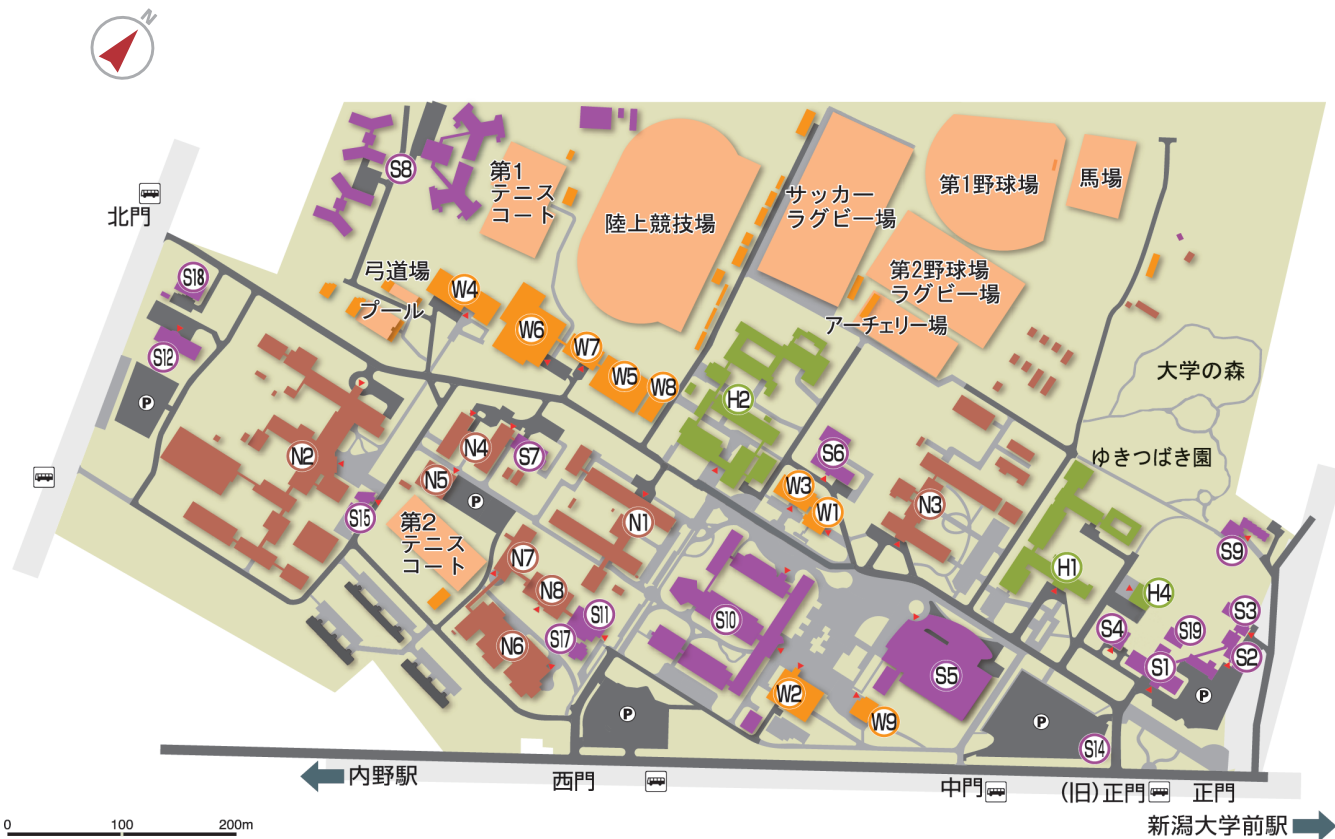 N
S8
第1
テニス
コート
陸上競技場
サッカー
ラグビー場
第1野球場
馬場
北門
弓道場
プール
W4
W6
W7
W5
W8
第2野球場
ラグビー場
アーチェリー場
大学の森
ゆきつばき園
S18
S12
P
N2
S15
N4
N5
S7
P
第2
テニス
コート
N1
H2
S6
W3
W1
N3
H1
H4
S9
N7
N8
S11
S17
N6
S10
S5
W2
W9
S4
S19
S3
S1
S2
P
P
P
S14
内野駅
西門
中門
(旧)正門
正門
新潟大学前駅
0
100
200m